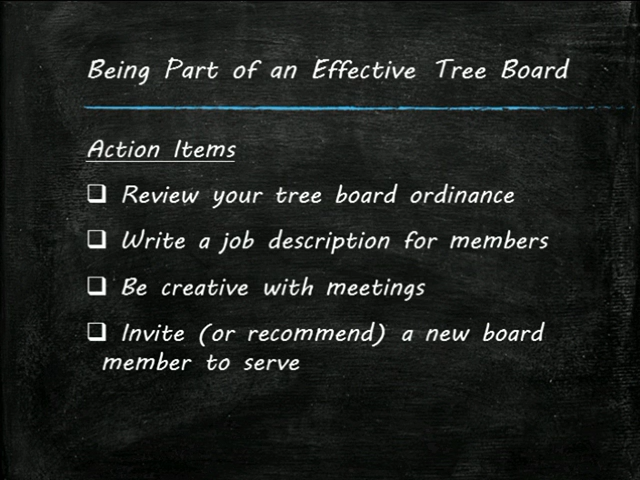 Being Part of an Effective Tree Board
Action Items
❑ Review your tree board ordinance
❑ Write a job description for members
❑ Be creative with meetings
❑ Invite (or recommend) a new board
member to serve